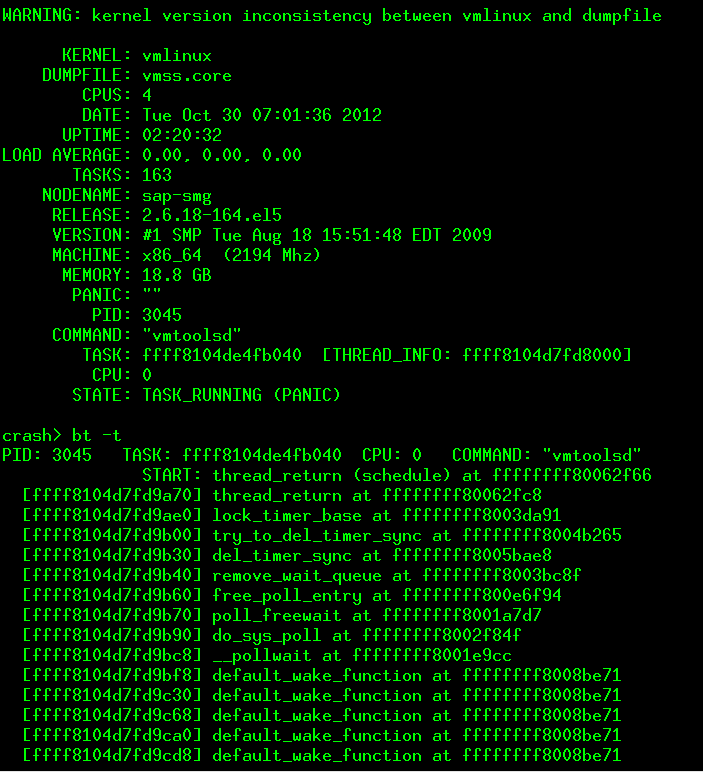 WARNING: kernel version inconsistency between vmlinux and dumpfile
KERNEL: vmlinux
DUMPFILE: vmss.core
CPUS: 4
DATE: Tue Oct 30 07:01:36 2012
UPTIME: 02:20:32
LOAD AVERAGE: 0.00, 0.00, 0.00
TASKS: 163
NODENAME: sap-smg
RELEASE: 2.6.18-164.el5
VERSION: #1 SMP Tue Aug 18 15:51:48 EDT 2009
MACHINE: x86_64  (2194 Mhz)
MEMORY: 18.8 GB
PANIC: ""
PID: 3045
COMMAND: "vmtoolsd"
TASK: ffff8104de4fb040  [THREAD_INFO: ffff8104d7fd8000]
CPU: 0
STATE: TASK_RUNNING (PANIC)
crash> bt -t
PID: 3045   TASK: ffff8104de4fb040  CPU: 0   COMMAND: "vmtoolsd"
START: thread_return (schedule) at ffffffff80062f66
[ffff8104d7fd9a70] thread_return at ffffffff80062fc8
[ffff8104d7fd9ae0] lock_timer_base at ffffffff8003da91
[ffff8104d7fd9b00] try_to_del_timer_sync at ffffffff8004b265
[ffff8104d7fd9b30] del_timer_sync at ffffffff8005bae8
[ffff8104d7fd9b40] remove_wait_queue at ffffffff8003bc8f
[ffff8104d7fd9b60] free_poll_entry at ffffffff800e6f94
[ffff8104d7fd9b70] poll_freewait at ffffffff8001a7d7
[ffff8104d7fd9b90] do_sys_poll at ffffffff8002f84f
[ffff8104d7fd9bc8] __pollwait at ffffffff8001e9cc
[ffff8104d7fd9bf8] default_wake_function at ffffffff8008be71
[ffff8104d7fd9c30] default_wake_function at ffffffff8008be71
[ffff8104d7fd9c68] default_wake_function at ffffffff8008be71
[ffff8104d7fd9ca0] default_wake_function at ffffffff8008be71
[ffff8104d7fd9cd8] default_wake_function at ffffffff8008be71